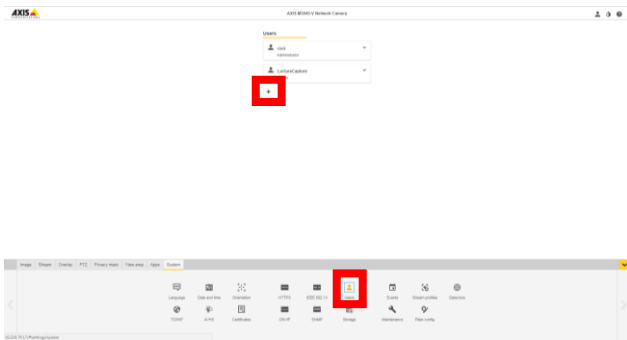 AXIS
AXIS M3045-V Network Camera
Users
root
Administrator
LectureCapture
+
Image Stream Overlay PTZ Privacy mask View area Apps System
Language Date and time Orientation HTTPS IEEE 802.1X Users Events Stream profiles Detectors
TCP/IP Certificates SNMP Storage Maintenance Plain config